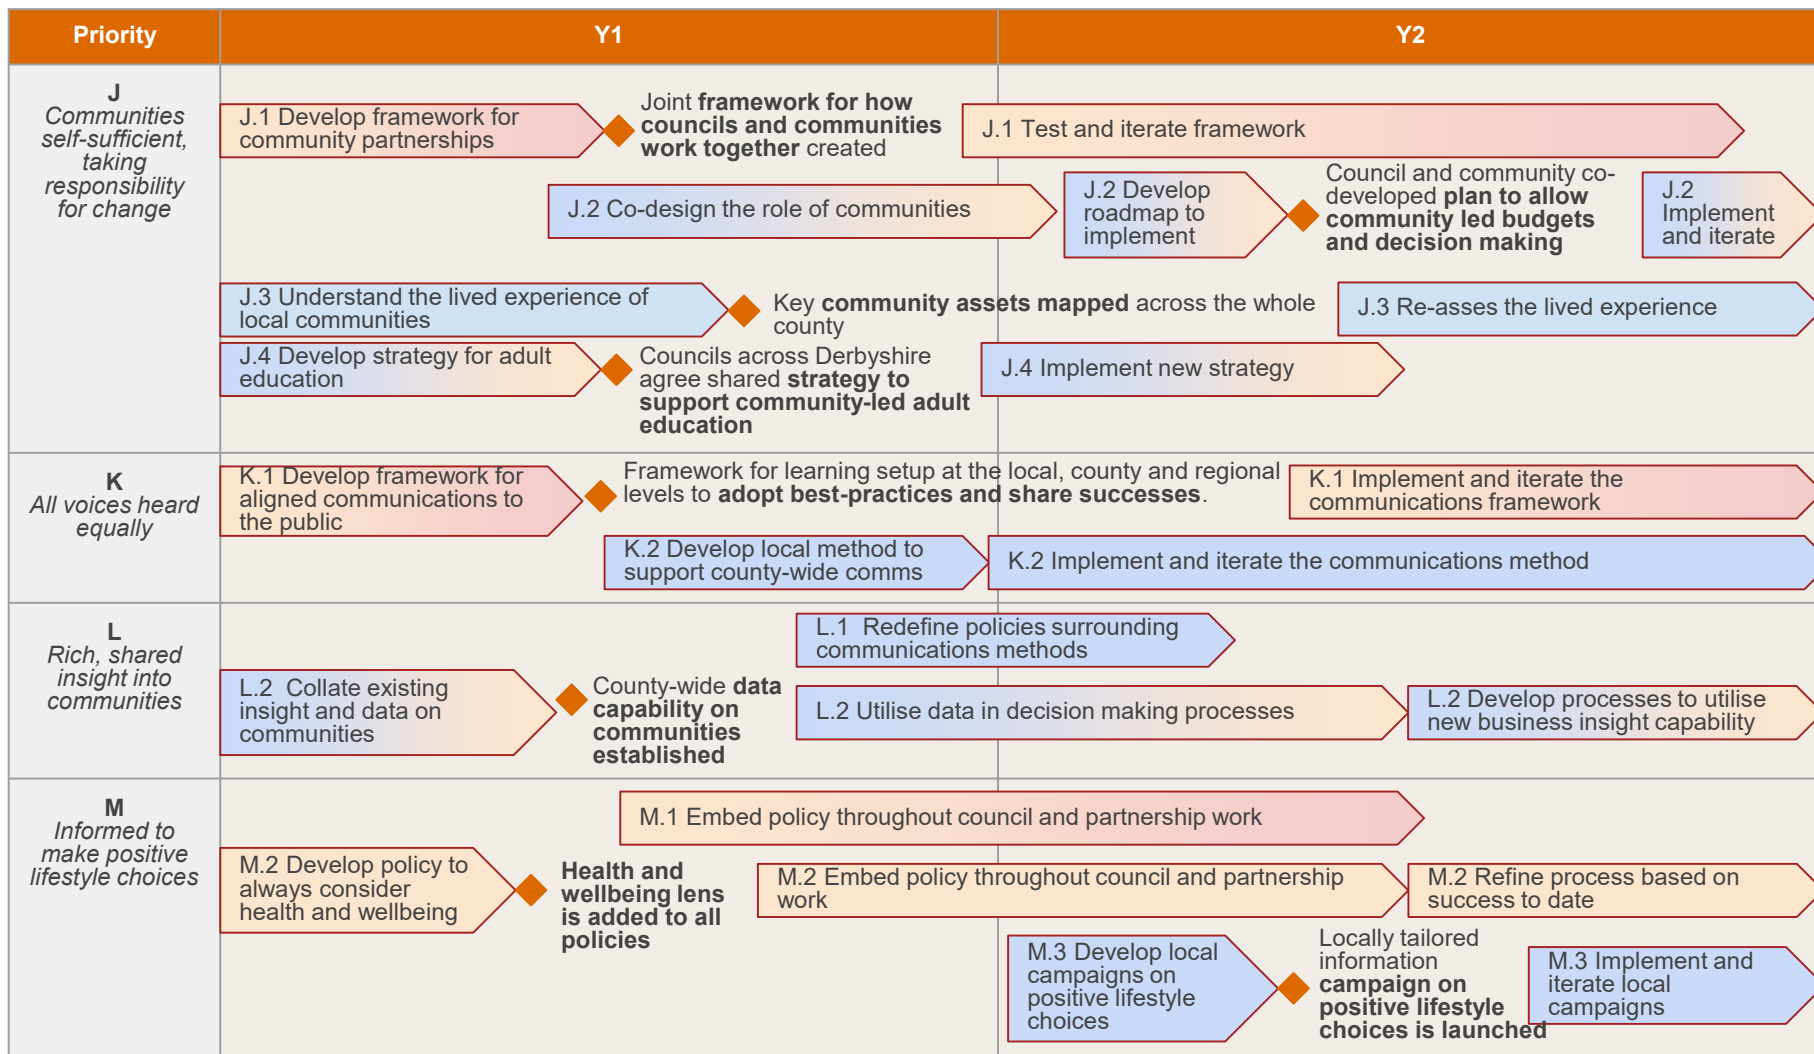 Priority
Y1
Y2
J
Communities
self-sufficient,
taking
responsibility
for change
J.1 Develop framework for
community partnerships
Joint framework for how
councils and communities
work together created
J.1 Test and iterate framework
J.2 Co-design the role of communities
J.2 Develop
roadmap to
implement
Council and community co-
developed plan to allow
community led budgets
and decision making
J.2
Implement
and iterate
J.3 Understand the lived experience of
local communities
Key community assets mapped across the whole
county
J.3 Re-asses the lived experience
J.4 Develop strategy for adult
education
Councils across Derbyshire
agree shared strategy to
support community-led adult
education
J.4 Implement new strategy
K
All voices heard
equally
K.1 Develop framework for
aligned communications to
the public
Framework for learning setup at the local, county and regional
levels to adopt best-practices and share successes.
K.1 Implement and iterate the
communications framework
K.2 Develop local method to
support county-wide comms
K.2 Implement and iterate the communications method
L
Rich, shared
insight into
communities
L.1 Redefine policies surrounding
communications methods
L.2 Collate existing
insight and data on
communities
County-wide data
capability on
communities
established
L.2 Utilise data in decision making processes
L.2 Develop processes to utilise
new business insight capability
M
Informed to
make positive
lifestyle choices
M.1 Embed policy throughout council and partnership work
M.2 Develop policy to
always consider
health and wellbeing
Health and
wellbeing lens
is added to all
policies
M.2 Embed policy throughout council and partnership
work
M.2 Refine process based on
success to date
M.3 Develop local
campaigns on
positive lifestyle
choices
Locally tailored
information
campaign on
positive lifestyle
choices is launched
M.3 Implement and
iterate local
campaigns